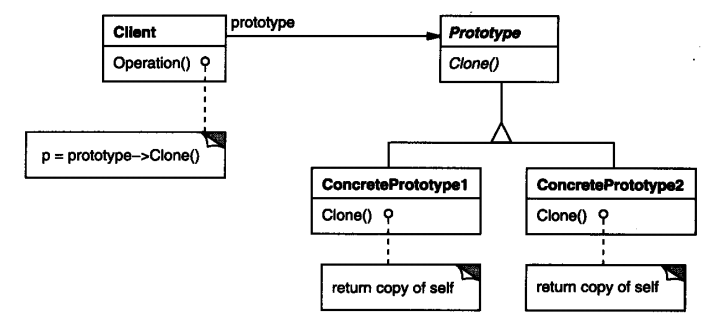 Client
Operation()
prototype
Prototype
Clone()
p = prototype->Clone()
ConcretePrototype1
Clone()
ConcretePrototype2
Clone()
return copy of self
return copy of self